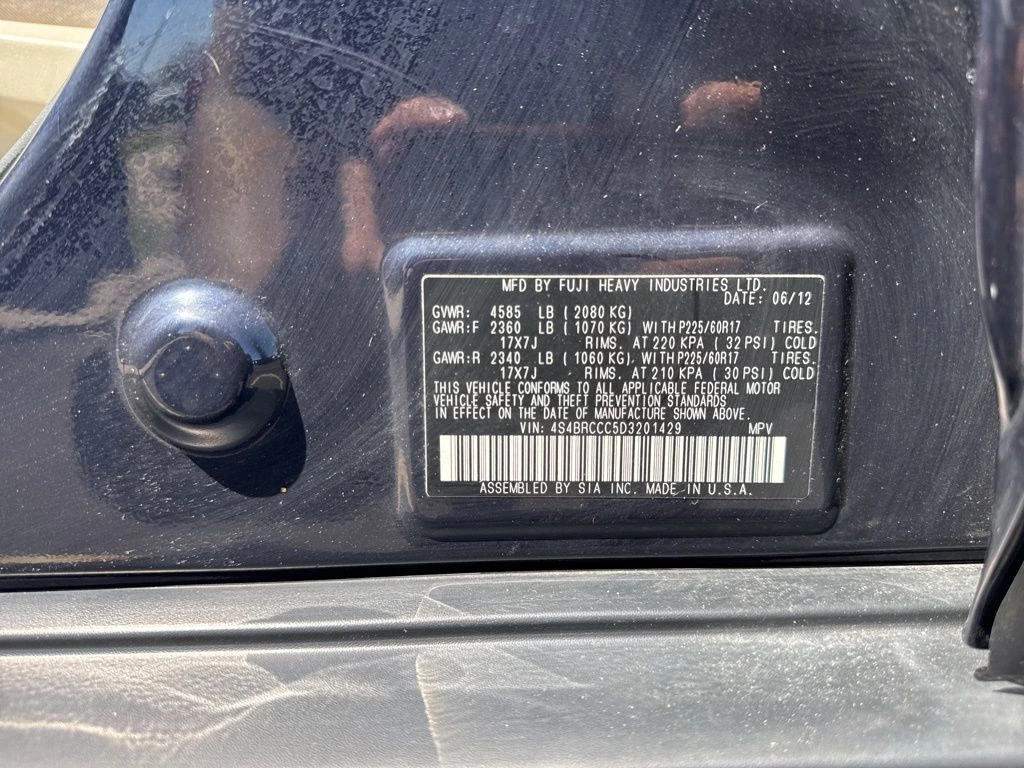 MFD BY FUJI HEAVY INDUSTRIES LTD.
DATE: 06/12
GVWR: 4585 LB ( 2080 KG)
GAWR:F 2360 LB ( 1070 KG) WITH P225/60R17 TIRES.
17X7J RIMS. AT 220 KPA ( 32 PSI) COLD
GAWR:R 2340 LB ( 1060 KG). WITH P225/60R17 TIRES.
17X7J RIMS. AT 210 KPA ( 30 PSI) COLD
THIS VEHICLE CONFORMS TO ALL APPLICABLE FEDERAL MOTOR
VEHICLE SAFETY AND THEFT PREVENTION STANDARDS
IN EFFECT ON THE DATE OF MANUFACTURE SHOWN ABOVE.
VIN: 4S4BRCCC5D3201429 MPV
ASSEMBLED BY SIA INC. MADE IN U.S.A.